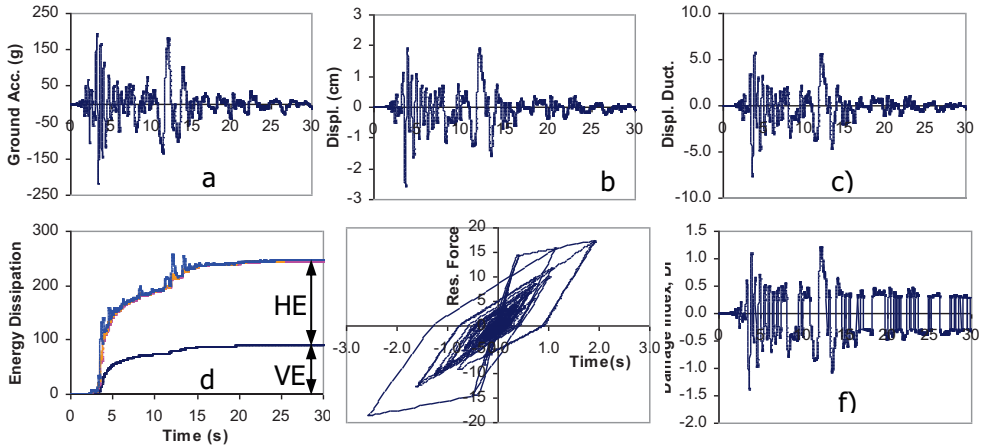 250
150
50
-50
-150
-250
0 5 10 15 20 25 30
Ground Acc. (g)
a
3
2
1
0
-1
-2
-3
0 5 10 15 20 25 30
Displ. (cm)
b
10.0
5.0
0.0
-5.0
-10.0
0 5 10 15 20 25 30
Displ. Duct.
c)
300
200
100
0
0 5 10 15 20 25 30
Energy Dissipation
Time (s)
d
HE
VE
20
15
10
5
0
-5
-10
-15
-20
-3.0 -2.0 -1.0 0.0 1.0 2.0 3.0
Res. Force
Time(s)
1.5
1.0
0.5
0.0
-0.5
-1.0
-1.5
-2.0
0 5 10 15 20 25 30
Damage Index, DI
f)